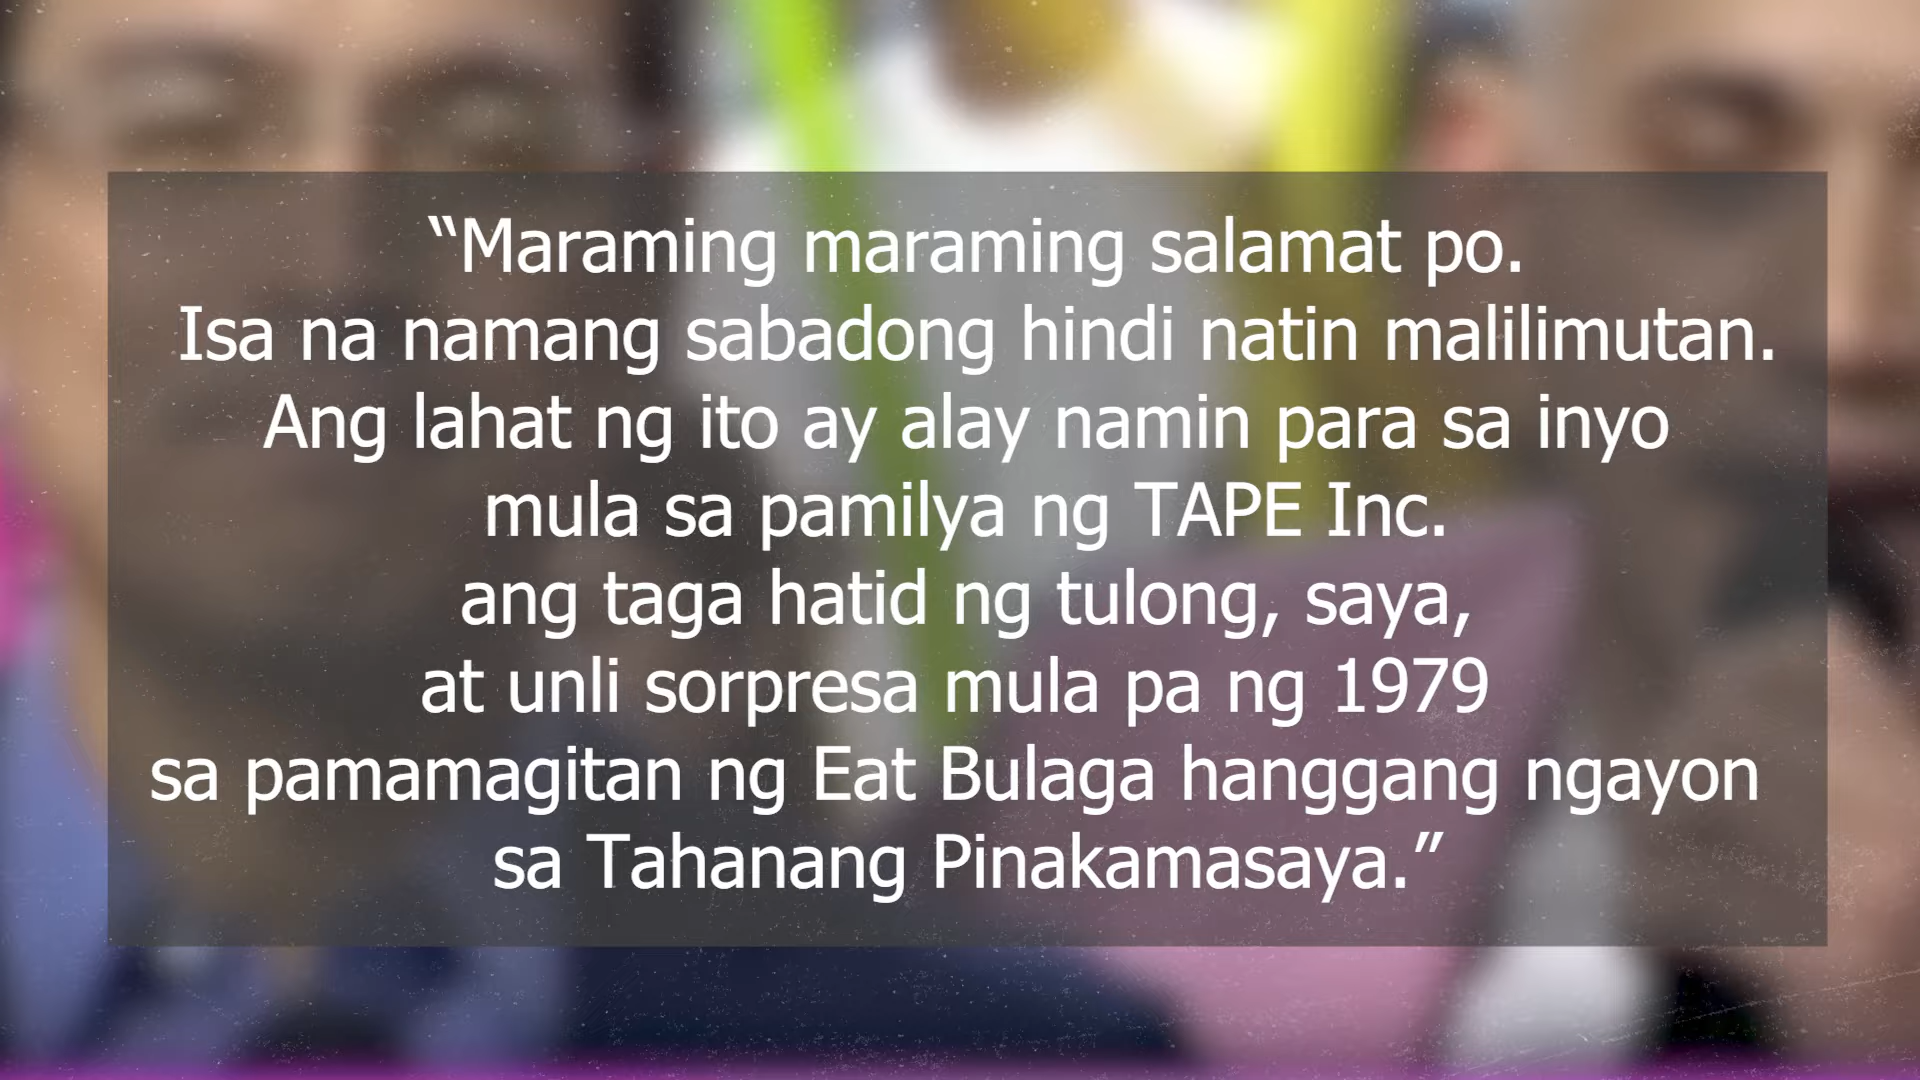 “Maraming maraming salamat po.
Isa na namang sabadong hindi natin malilimutan.
Ang lahat ng ito ay alay namin para sa inyo
mula sa pamilya ng TAPE Inc.
ang taga hatid ng tulong, saya,
at unli sorpresa mula pa ng 1979
sa pamamagitan ng Eat Bulaga hanggang ngayon
sa Tahanang Pinakamasaya.”